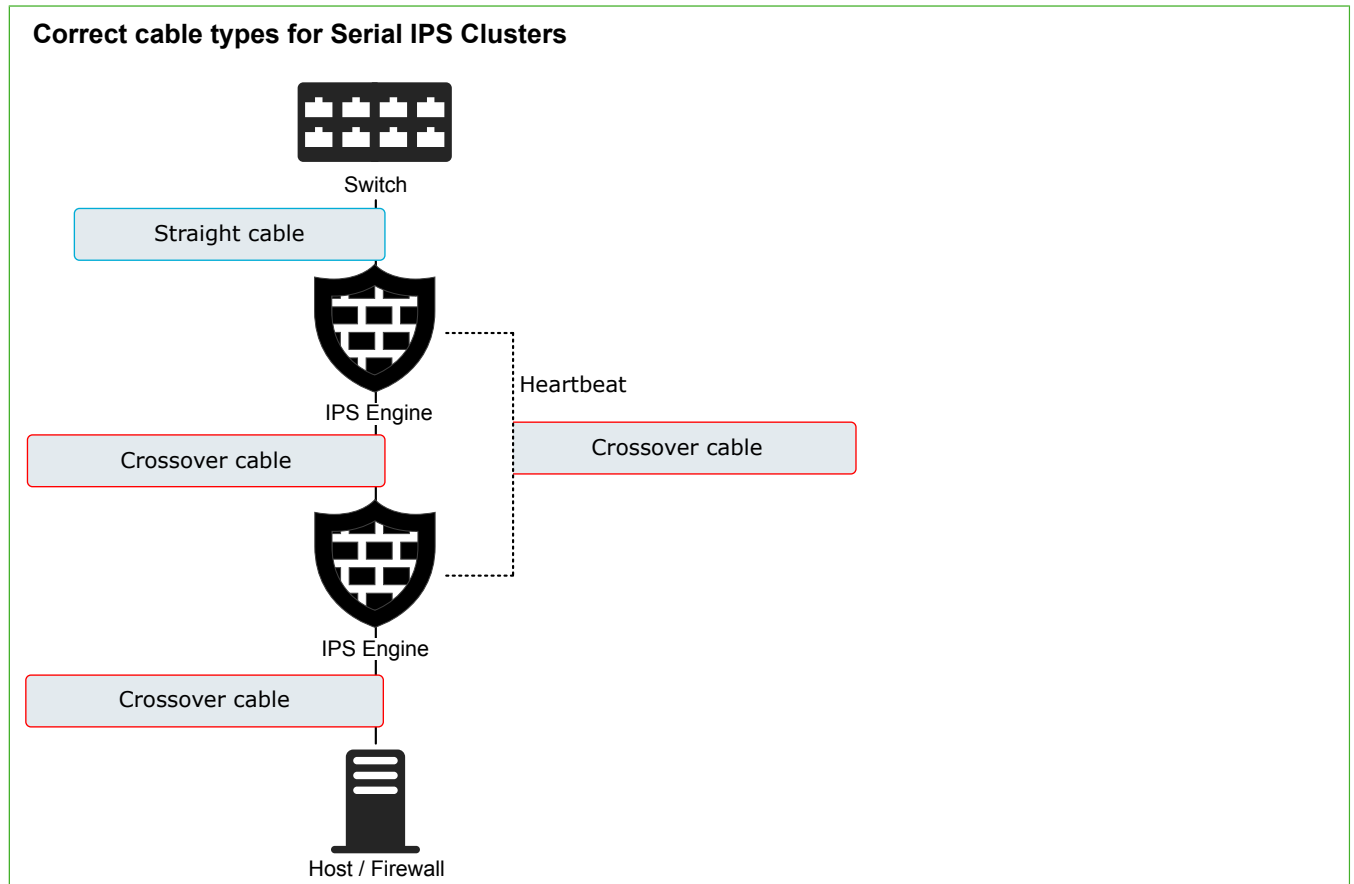 Correct cable types for Serial IPS Clusters
Switch
Straight cable
IPS Engine
Heartbeat
Crossover cable
Crossover cable
IPS Engine
Crossover cable
Host / Firewall